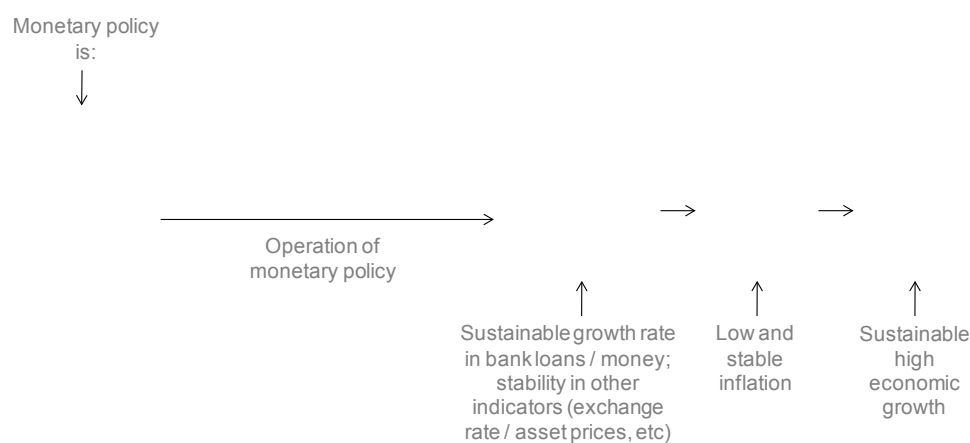 Monetary policy
is:
Operation of
monetary policy
Sustainable growth rate
in bank loans / money;
stability in other
indicators (exchange
rate / asset prices, etc)
Low and
stable
inflation
Sustainable
high
economic
growth